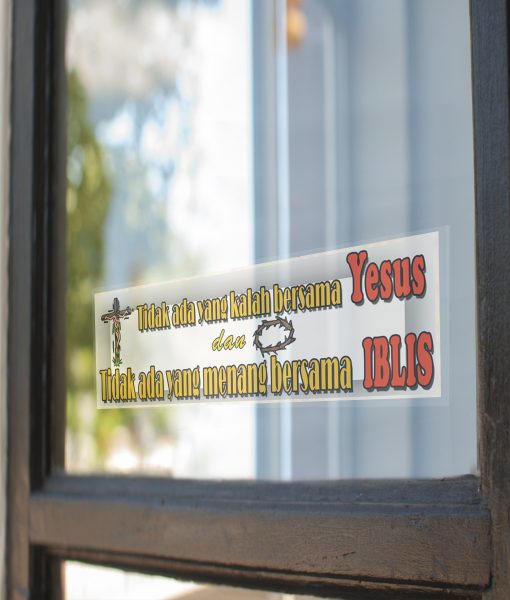 Tidak ada yang kalah bersama Yesus
dan
Tidak ada yang menang bersama IBLIS